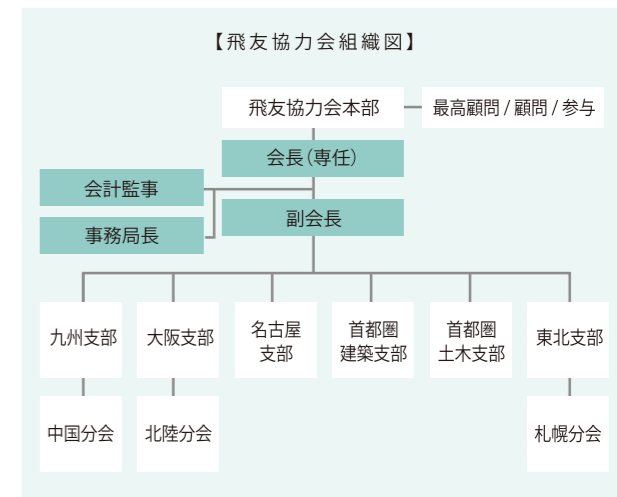 【飛友協力会組織図】
飛友協力会本部
最高顧問 / 顧問 / 参与
会長（専任）
会計監事
事務局長
副会長
九州支部
大阪支部
名古屋
支部
首都圏
建築支部
首都圏
土木支部
東北支部
中国分会
北陸分会
札幌分会